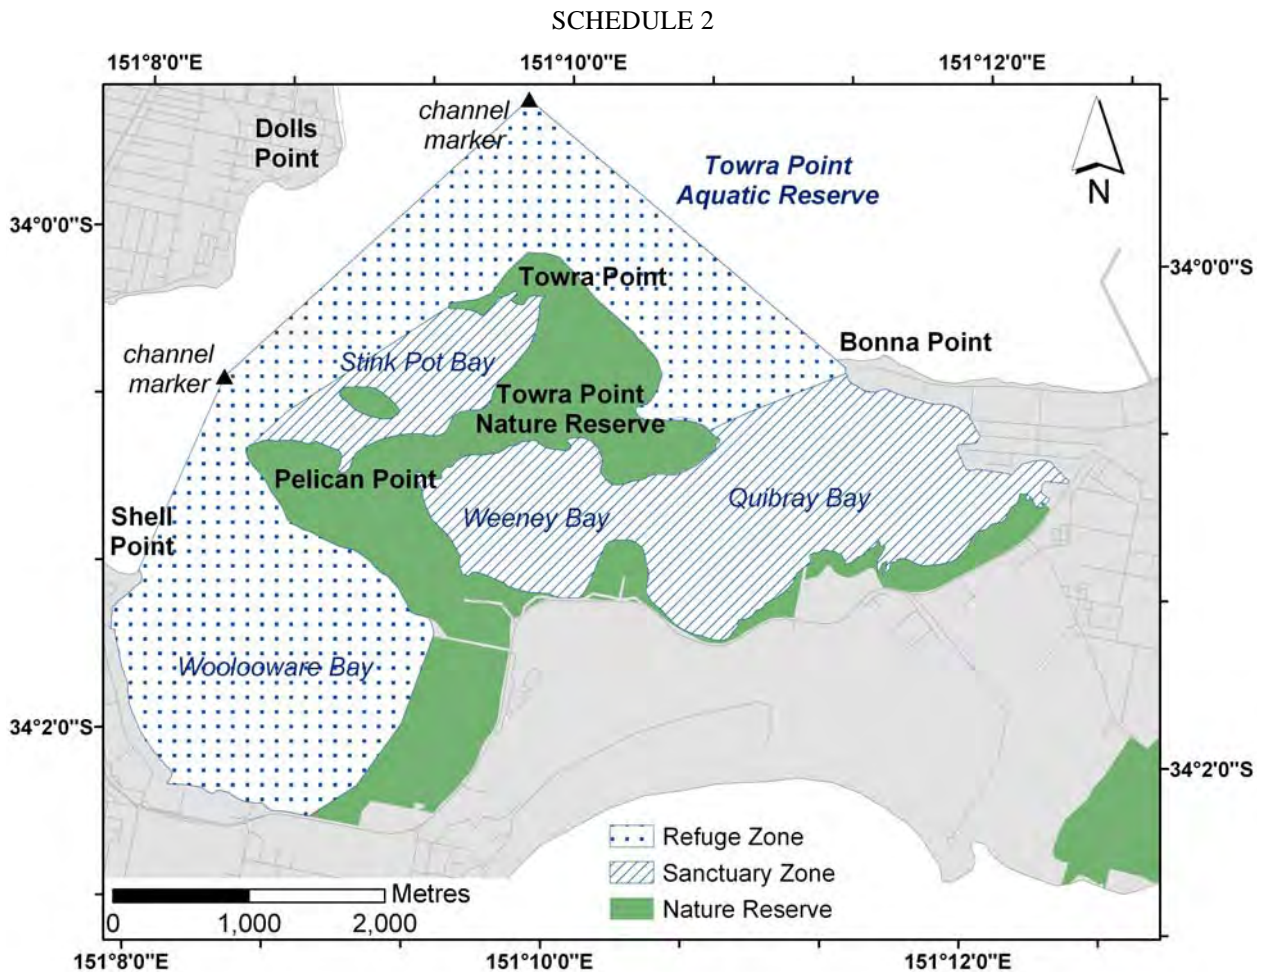 SCHEDULE 2
151°8'0"E
151°10'0"E
151°12'0"E
channel
marker
Dolls
Point
Towra Point
Aquatic Reserve
N
34°0'0"S
34°0'0"S
Towra Point
Bonna Point
channel
marker
Stink Pot Bay
Towra Point
Nature Reserve
Pelican Point
Quibray Bay
Weeney Bay
Shell
Point
Woolooware Bay
34°2'0"S
34°2'0"S
Refuge Zone
Sanctuary Zone
Nature Reserve
Metres
0
1,000
2,000
151°8'0"E
151°10'0"E
151°12'0"E